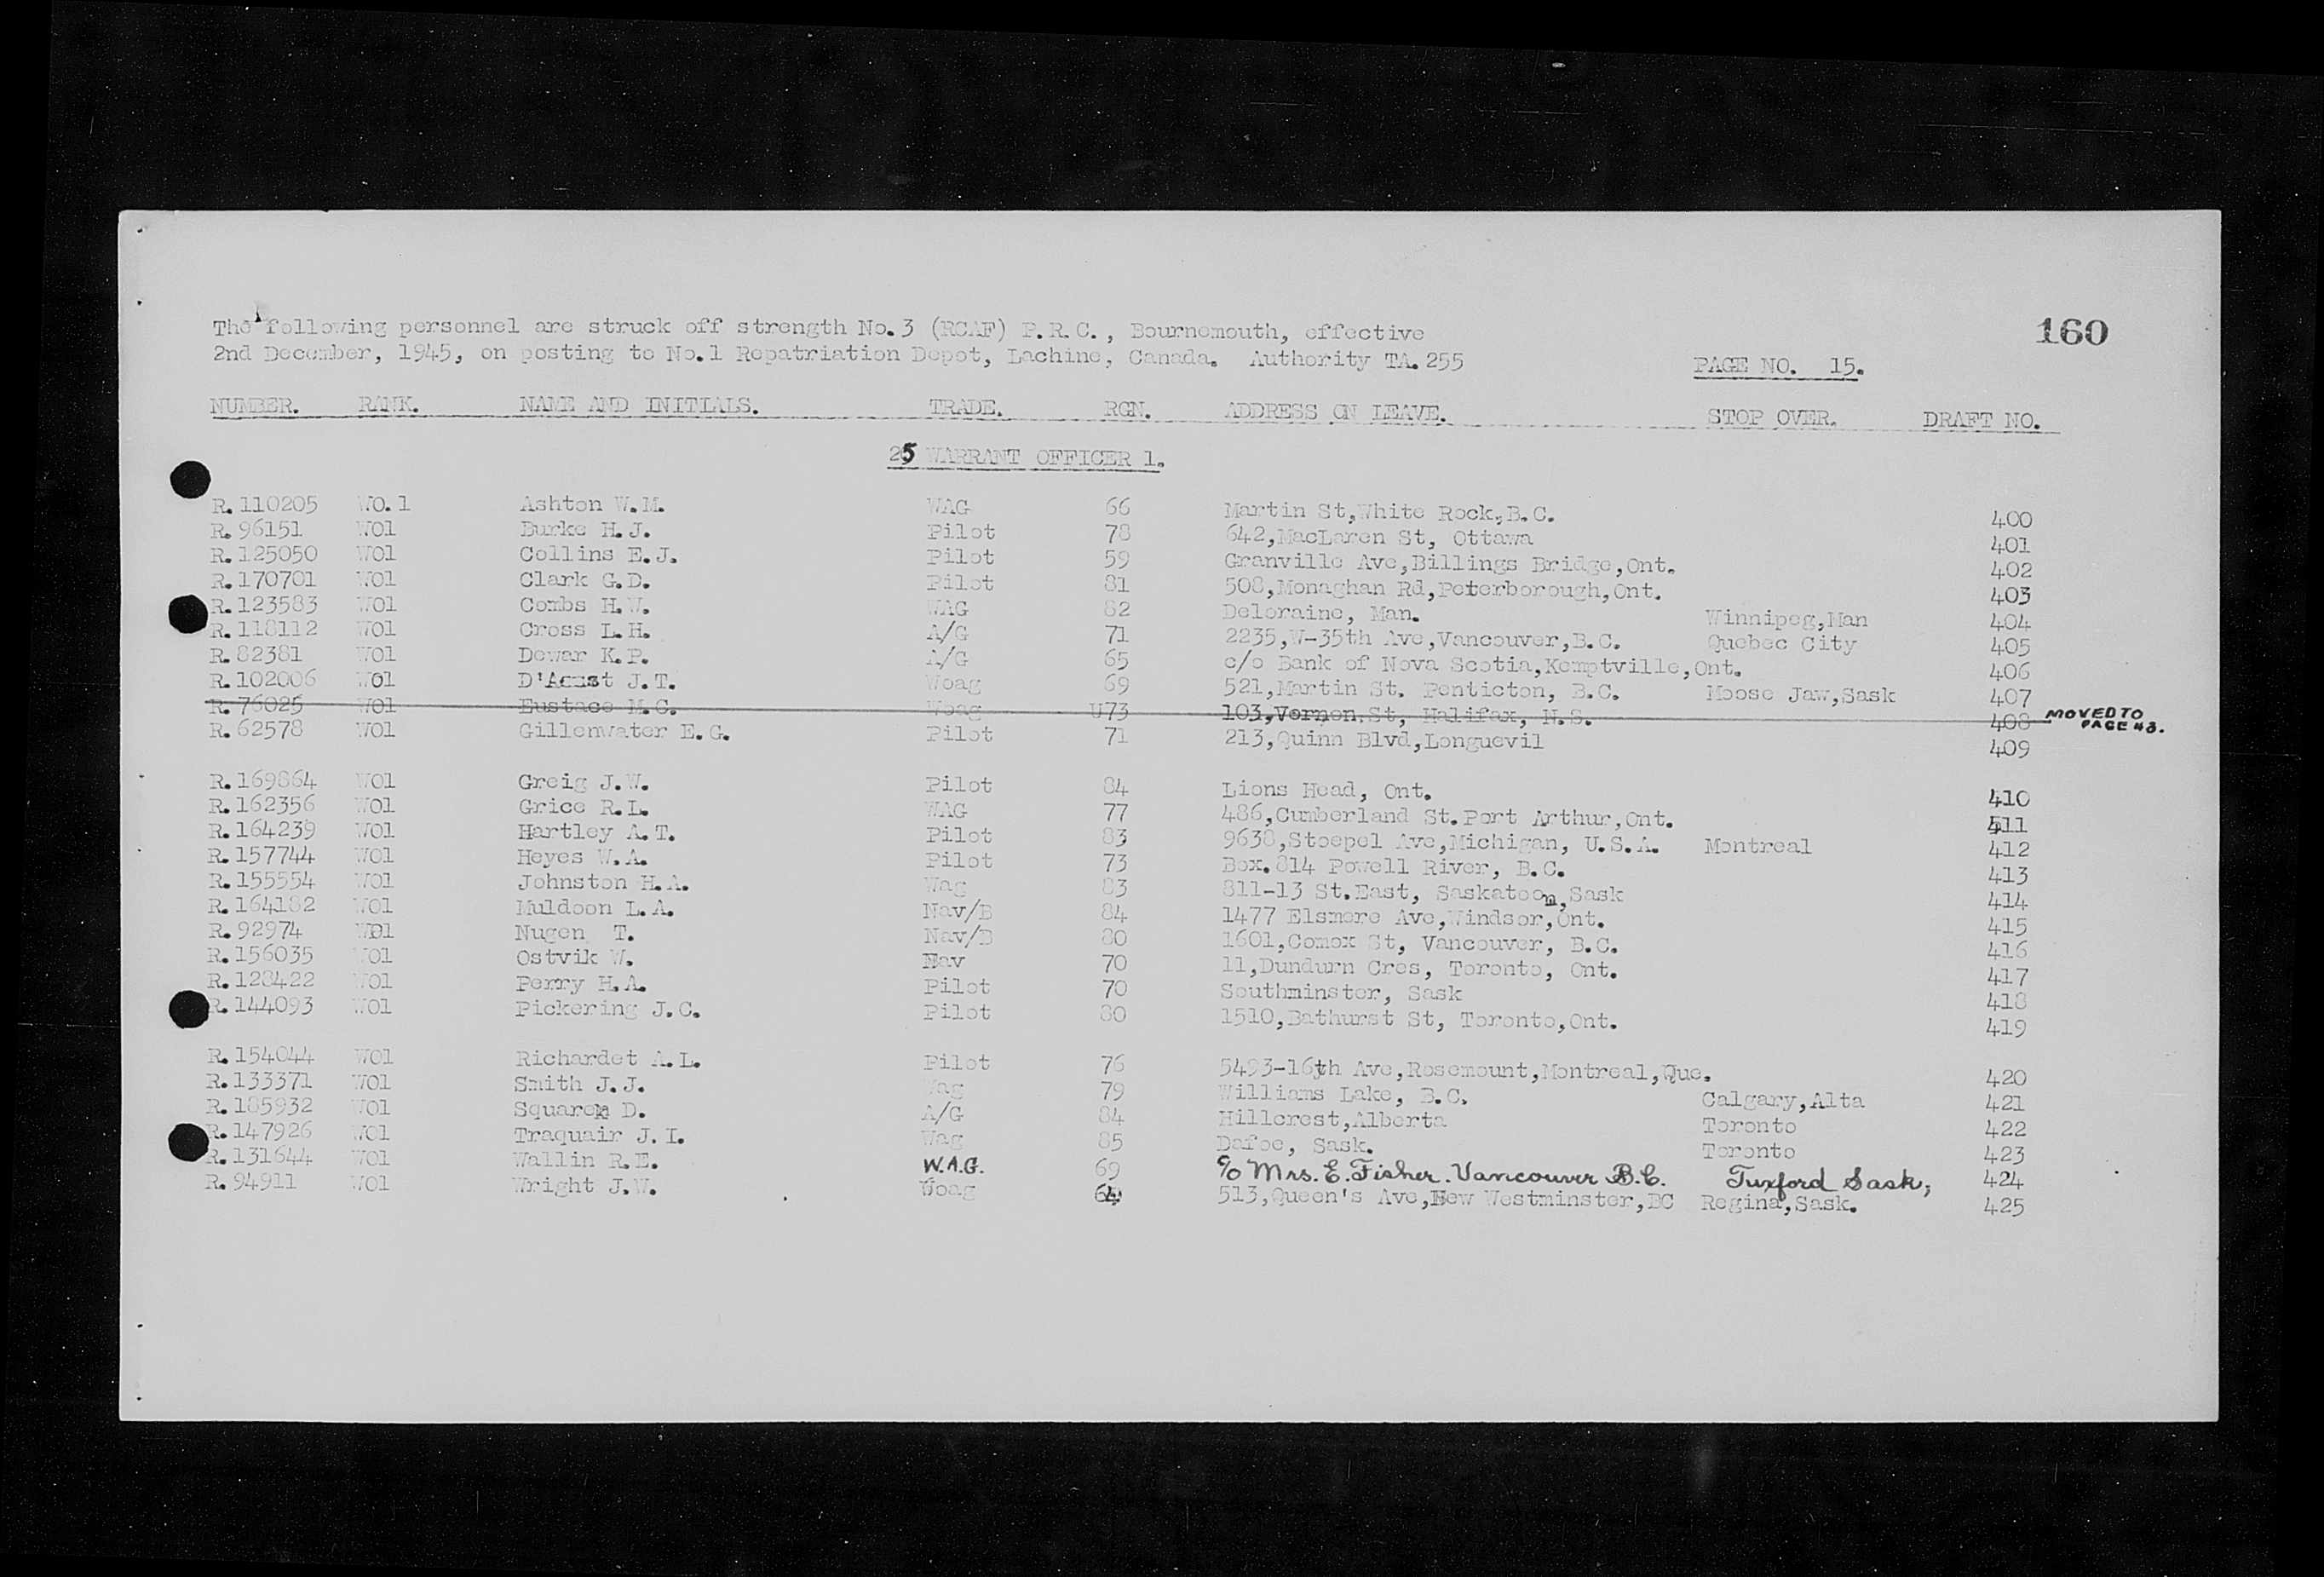 160
The following personnel are struck off strength No.3 (RCAF) P.R.C., Bournemouth, effective
2nd December, 1945, on posting to No.1 Repatriation Depot, Lachine, Canada. Authority TA.255 PAGE NO. 15.
NUMBER. RANK. NAME AND INITIALS. TRADE. RGN. ADDRESS ON LEAVE. STOP OVER. DRAFT NO.
25 WARRANT OFFICER 1.
R.110205 WO.1 Ashton W.M. WAG 66 Martin St,White Rock,B.C. 400
R.96151 WO1 Burke H.J. Pilot 78 642,MacLaren St, Ottawa 401
R.125050 WO1 Collins E.J. Pilot 59 Granville Ave,Billings Bridge,Ont. 402
R.170701 WO1 Clark G.D. Pilot 81 508,Monaghan Rd,Peterborough,Ont. 403
R.123583 WO1 Combs H.W. WAG 82 Deloraine, Man. Winnipeg,Man 404
R.118112 WO1 Cross L.H. A/G 71 2235,W-35th Ave,Vancouver,B.C. Quebec City 405
R.82381 WO1 Dewar K.P. A/G 65 c/o Bank of Nova Scotia,Kemptville,Ont. 406
R.102006 WO1 D'Aoust J.T. Woag 69 521,Martin St. Penticton, B.C. Moose Jaw,Sask 407
R.76025 WO1 Eustace M.C. Woag U73 103,Vernon St, Halifax, N.S. 408 MOVED TO PAGE 43.
R.62578 WO1 Gillenwater E.G. Pilot 71 213,Quinn Blvd,Longuevil 409
R.169864 WO1 Greig J.W. Pilot 84 Lions Head, Ont. 410
R.162356 WO1 Grice R.L. WAG 77 486,Cumberland St.Port Arthur,Ont. 411
R.164239 WO1 Hartley A.T. Pilot 83 9638,Stoepel Ave,Michigan, U.S.A. Montreal 412
R.157744 WO1 Heyes W.A. Pilot 73 Box.814 Powell River, B.C. 413
R.155554 WO1 Johnston H.A. Wag 83 811-13 St.East, Saskatoon,Sask 414
R.164182 WO1 Muldoon L.A. Nav/B 84 1477 Elsmere Ave,Windsor,Ont. 415
R.92974 WO1 Nugen T. Nav/B 80 1601,Comox St, Vancouver, B.C. 416
R.156035 WO1 Ostvik W. Nav 70 11,Dundurn Cres, Toronto, Ont. 417
R.128422 WO1 Perry H.A. Pilot 70 Southminster, Sask 418
R.144093 WO1 Pickering J.C. Pilot 80 1510,Bathurst St, Toronto,Ont. 419
R.154044 WO1 Richardet A.L. Pilot 76 5493-16th Ave,Rosemount,Montreal,Que. 420
R.133371 WO1 Smith J.J. Wag 79 Williams Lake, B.C. Calgary,Alta 421
R.185932 WO1 Squarek D. A/G 84 Hillcrest,Alberta Toronto 422
R.147926 WO1 Traquair J.I. Wag 85 Dafoe, Sask. Toronto 423
R.131644 WO1 Wallin R.E. W.A.G. 69 c/o Mrs. E. Fisher. Vancouver B.C. Tuxford Sask, 424
R.94911 WO1 Wright J.W. Woag 64 513,Queen's Ave,New Westminster,BC Regina,Sask. 425